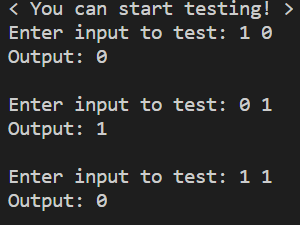 < You can start testing! >
Enter input to test: 1 0
Output: 0
Enter input to test: 0 1
Output: 1
Enter input to test: 1 1
Output: 0